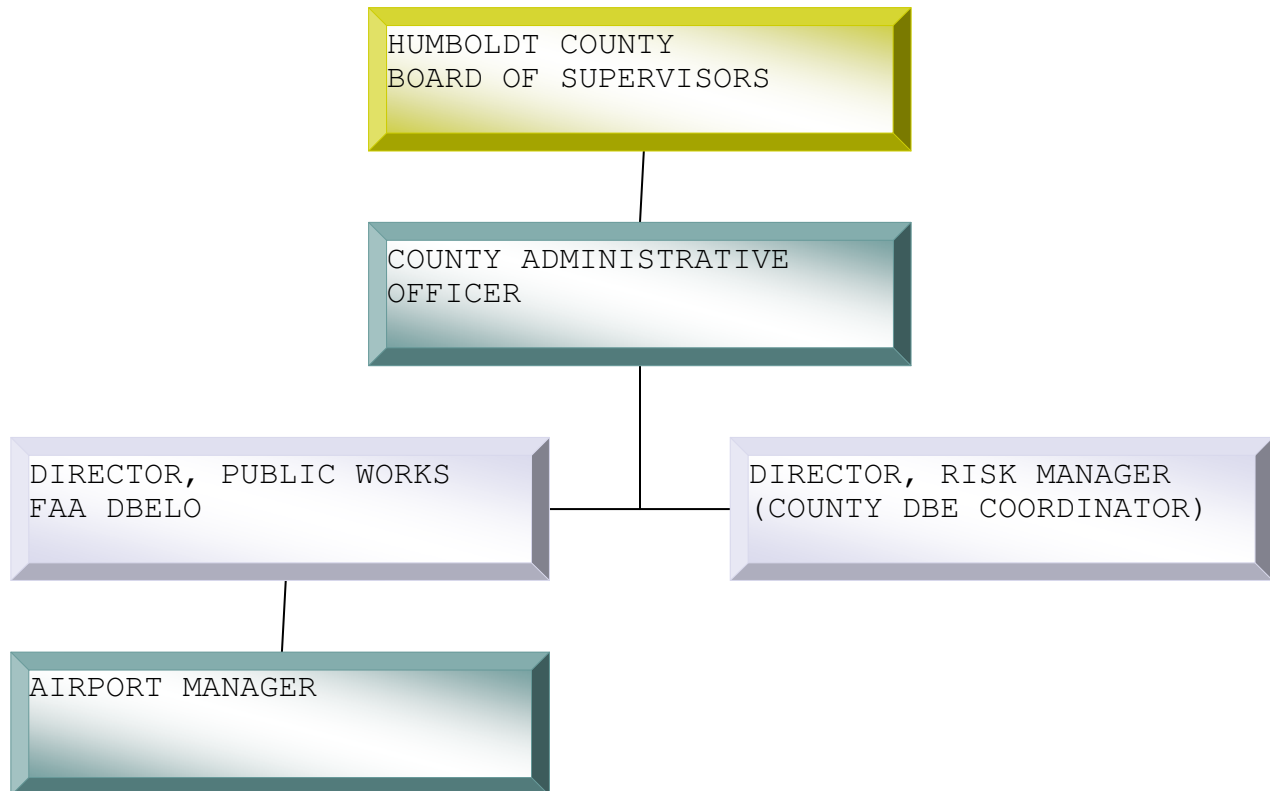 HUMBOLDT COUNTY
BOARD OF SUPERVISORS
COUNTY ADMINISTRATIVE
OFFICER
DIRECTOR, PUBLIC WORKS
FAA DBELO
DIRECTOR, RISK MANAGER
(COUNTY DBE COORDINATOR)
AIRPORT MANAGER